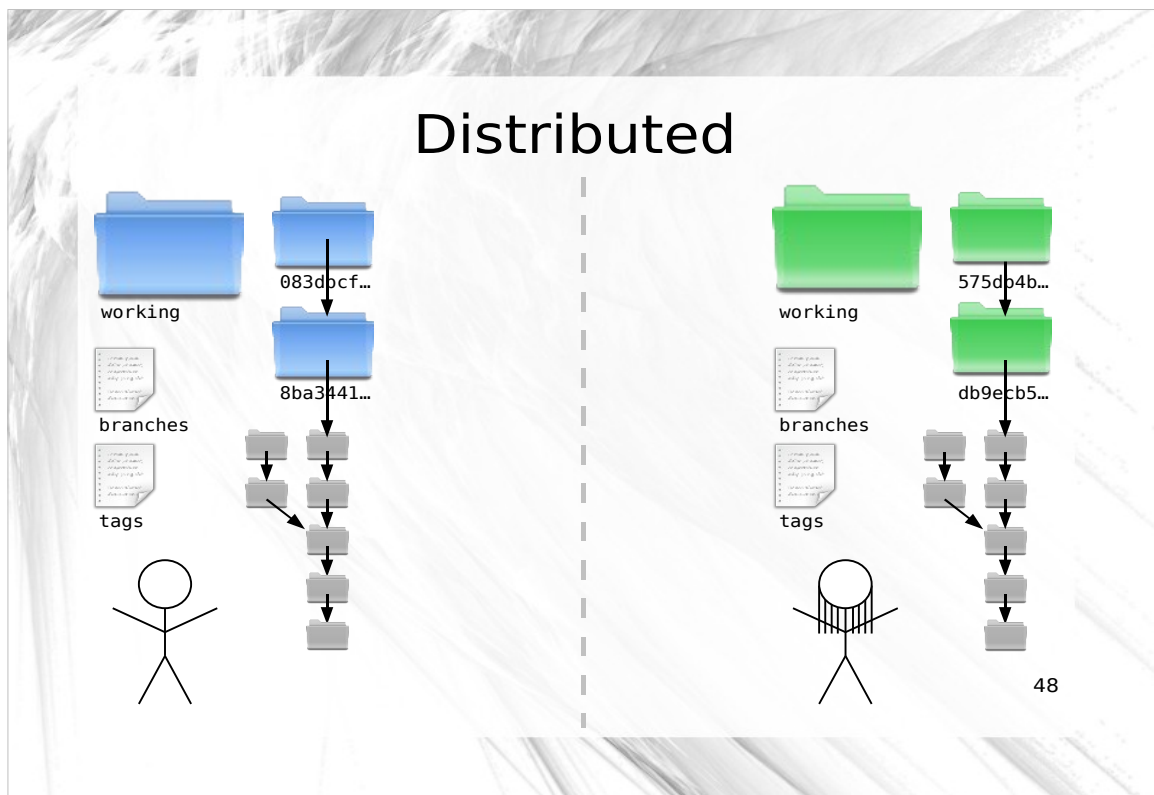 Distributed
083dbcf…
working
8ba3441…
branches
tags
575db4b…
working
db9ecb5…
branches
tags
48